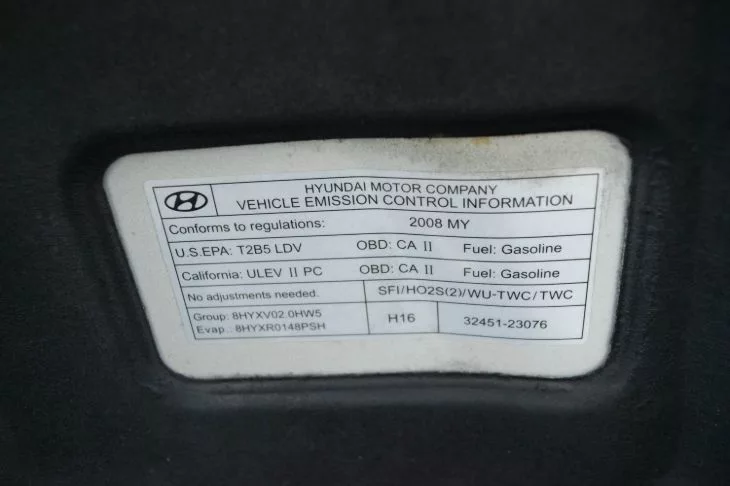 HYUNDAI MOTOR COMPANY
VEHICLE EMISSION CONTROL INFORMATION
Conforms to regulations: 2008 MY
U.S.EPA: T2B5 LDV OBD: CA II Fuel: Gasoline
California: ULEV II PC OBD: CA II Fuel: Gasoline
No adjustments needed. SFI/HO2S(2)/WU-TWC/TWC
Group: 8HYXV02.0HW5 H16 32451-23076
Evap.: 8HYXR0148PSH